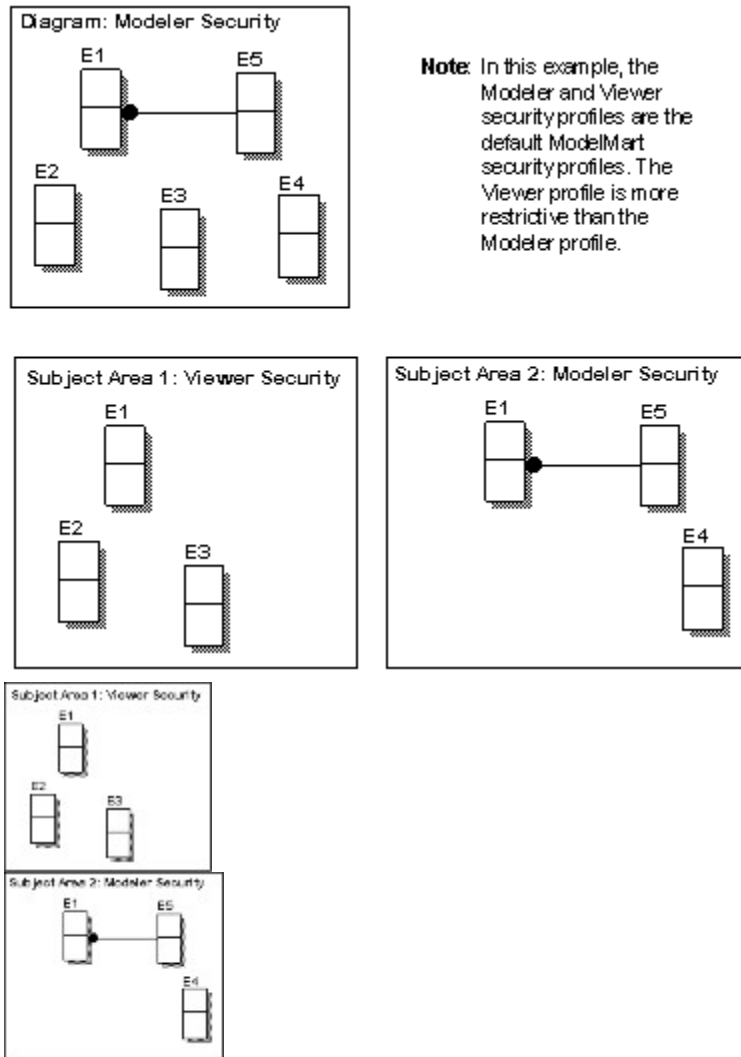 Diagram: Modeler Security
E1
E5
E2
E3
E4
Note: In this example, the
Modeler and Viewer
security profiles are the
default ModelMart
security profiles. The
Viewer profile is more
restrictive than the
Modeler profile.
Subject Area 1: Viewer Security
E1
E2
E3
Subject Area 2: Modeler Security
E1
E5
E4
Subject Area 1: Viewer Security
E1
E2
E3
Subject Area 2: Modeler Security
E1
E5
E4